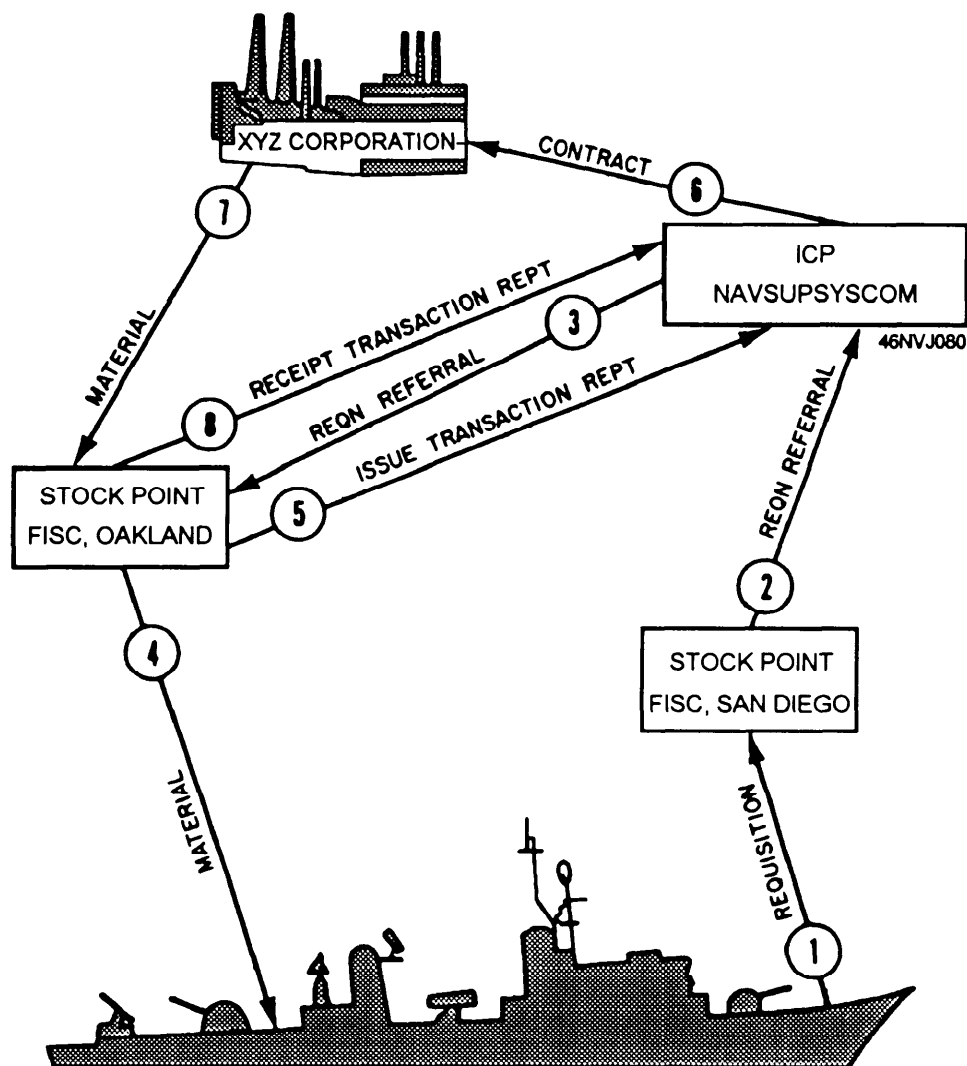 XYZ CORPORATION
CONTRACT
6
7
ICP
NAVSUPSYSCOM
46NVJ080
MATERIAL
RECEIPT TRANSACTION REPT
8
3
REQN REFERRAL
ISSUE TRANSACTION REPT
5
REQN REFERRAL
STOCK POINT
FISC, OAKLAND
2
4
STOCK POINT
FISC, SAN DIEGO
MATERIAL
REQUISITION
1